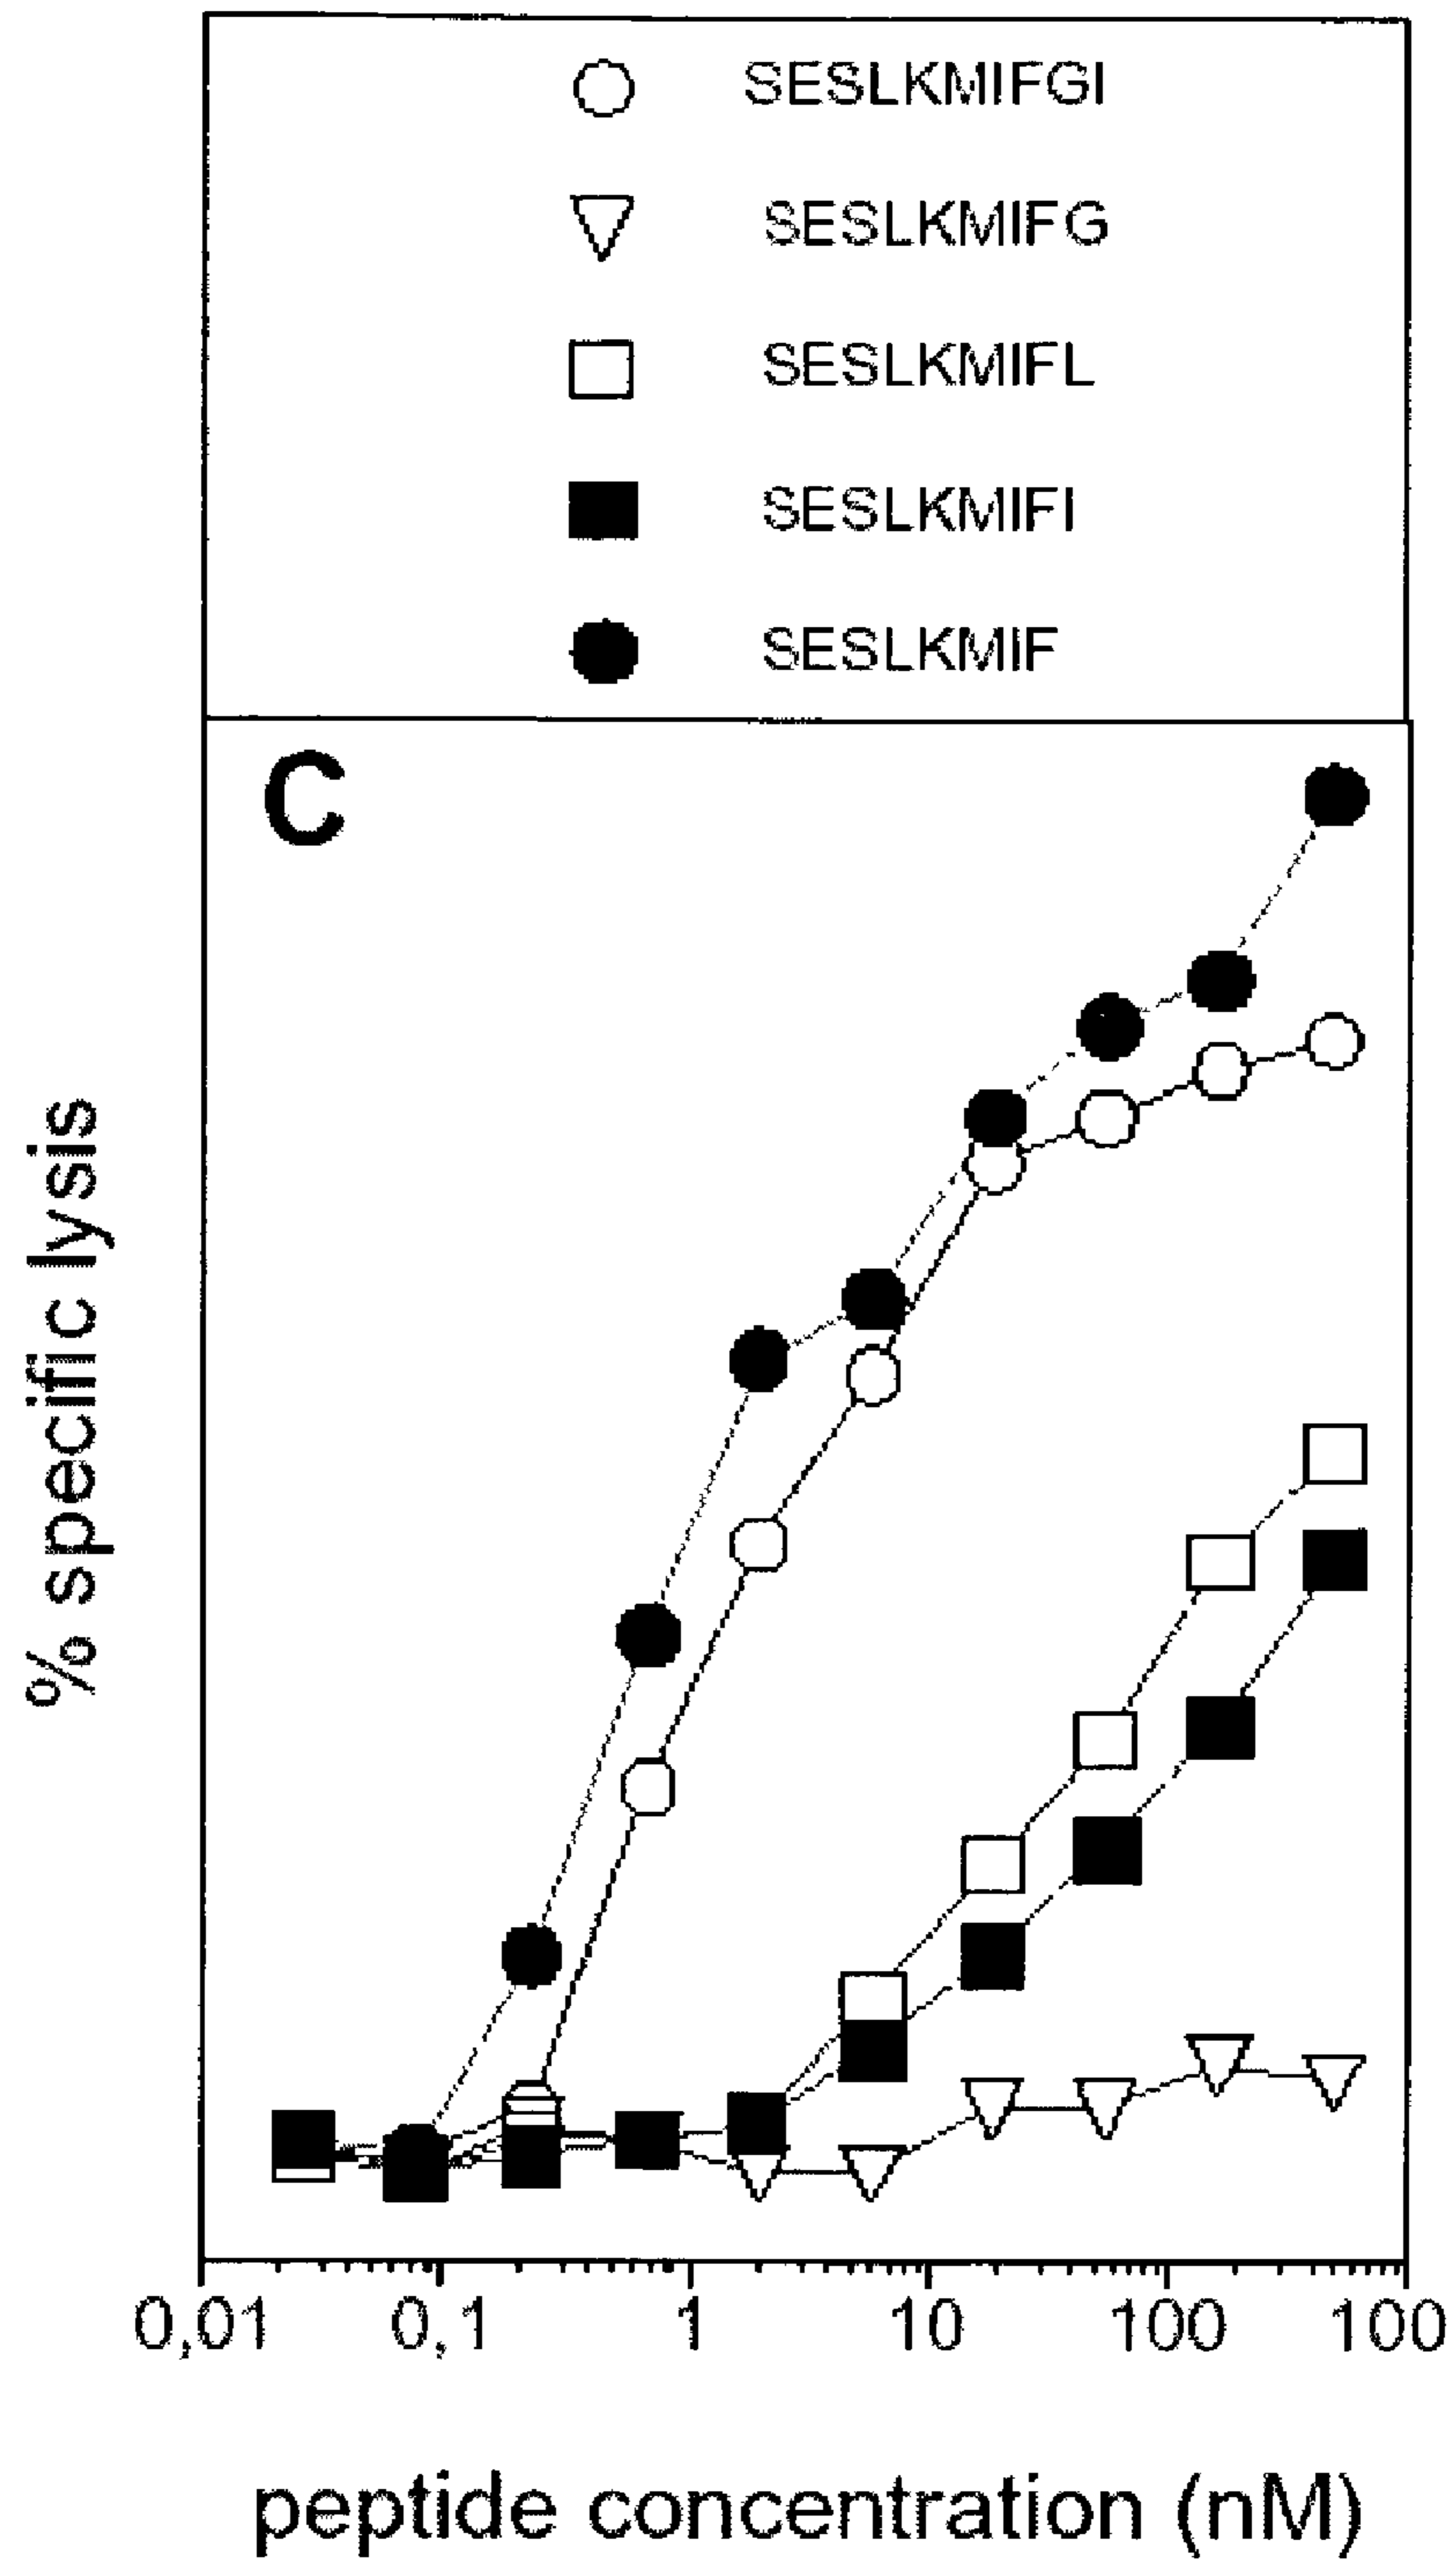 SESLKMIFGI
SESLKMIFG
SESLKMIFL
SESLKMIFI
SESLKMIF
C
% specific lysis
0,01 0,1 1 10 100 100
peptide concentration (nM)